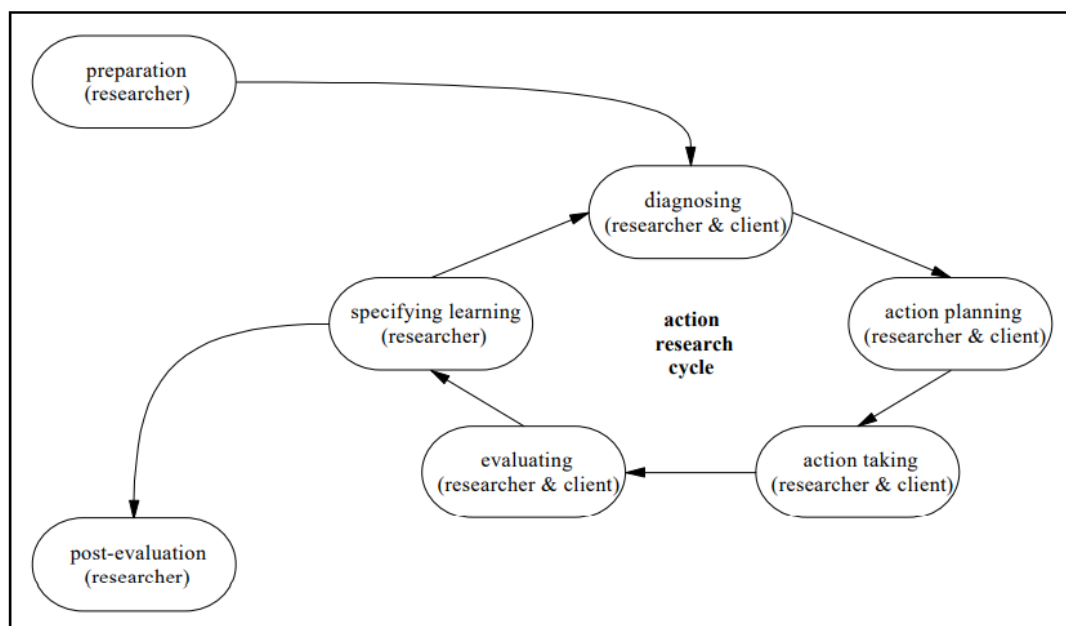 preparation
(researcher)
diagnosing
(researcher & client)
specifying learning
(researcher)
action
research
cycle
action planning
(researcher & client)
evaluating
(researcher & client)
action taking
(researcher & client)
post-evaluation
(researcher)